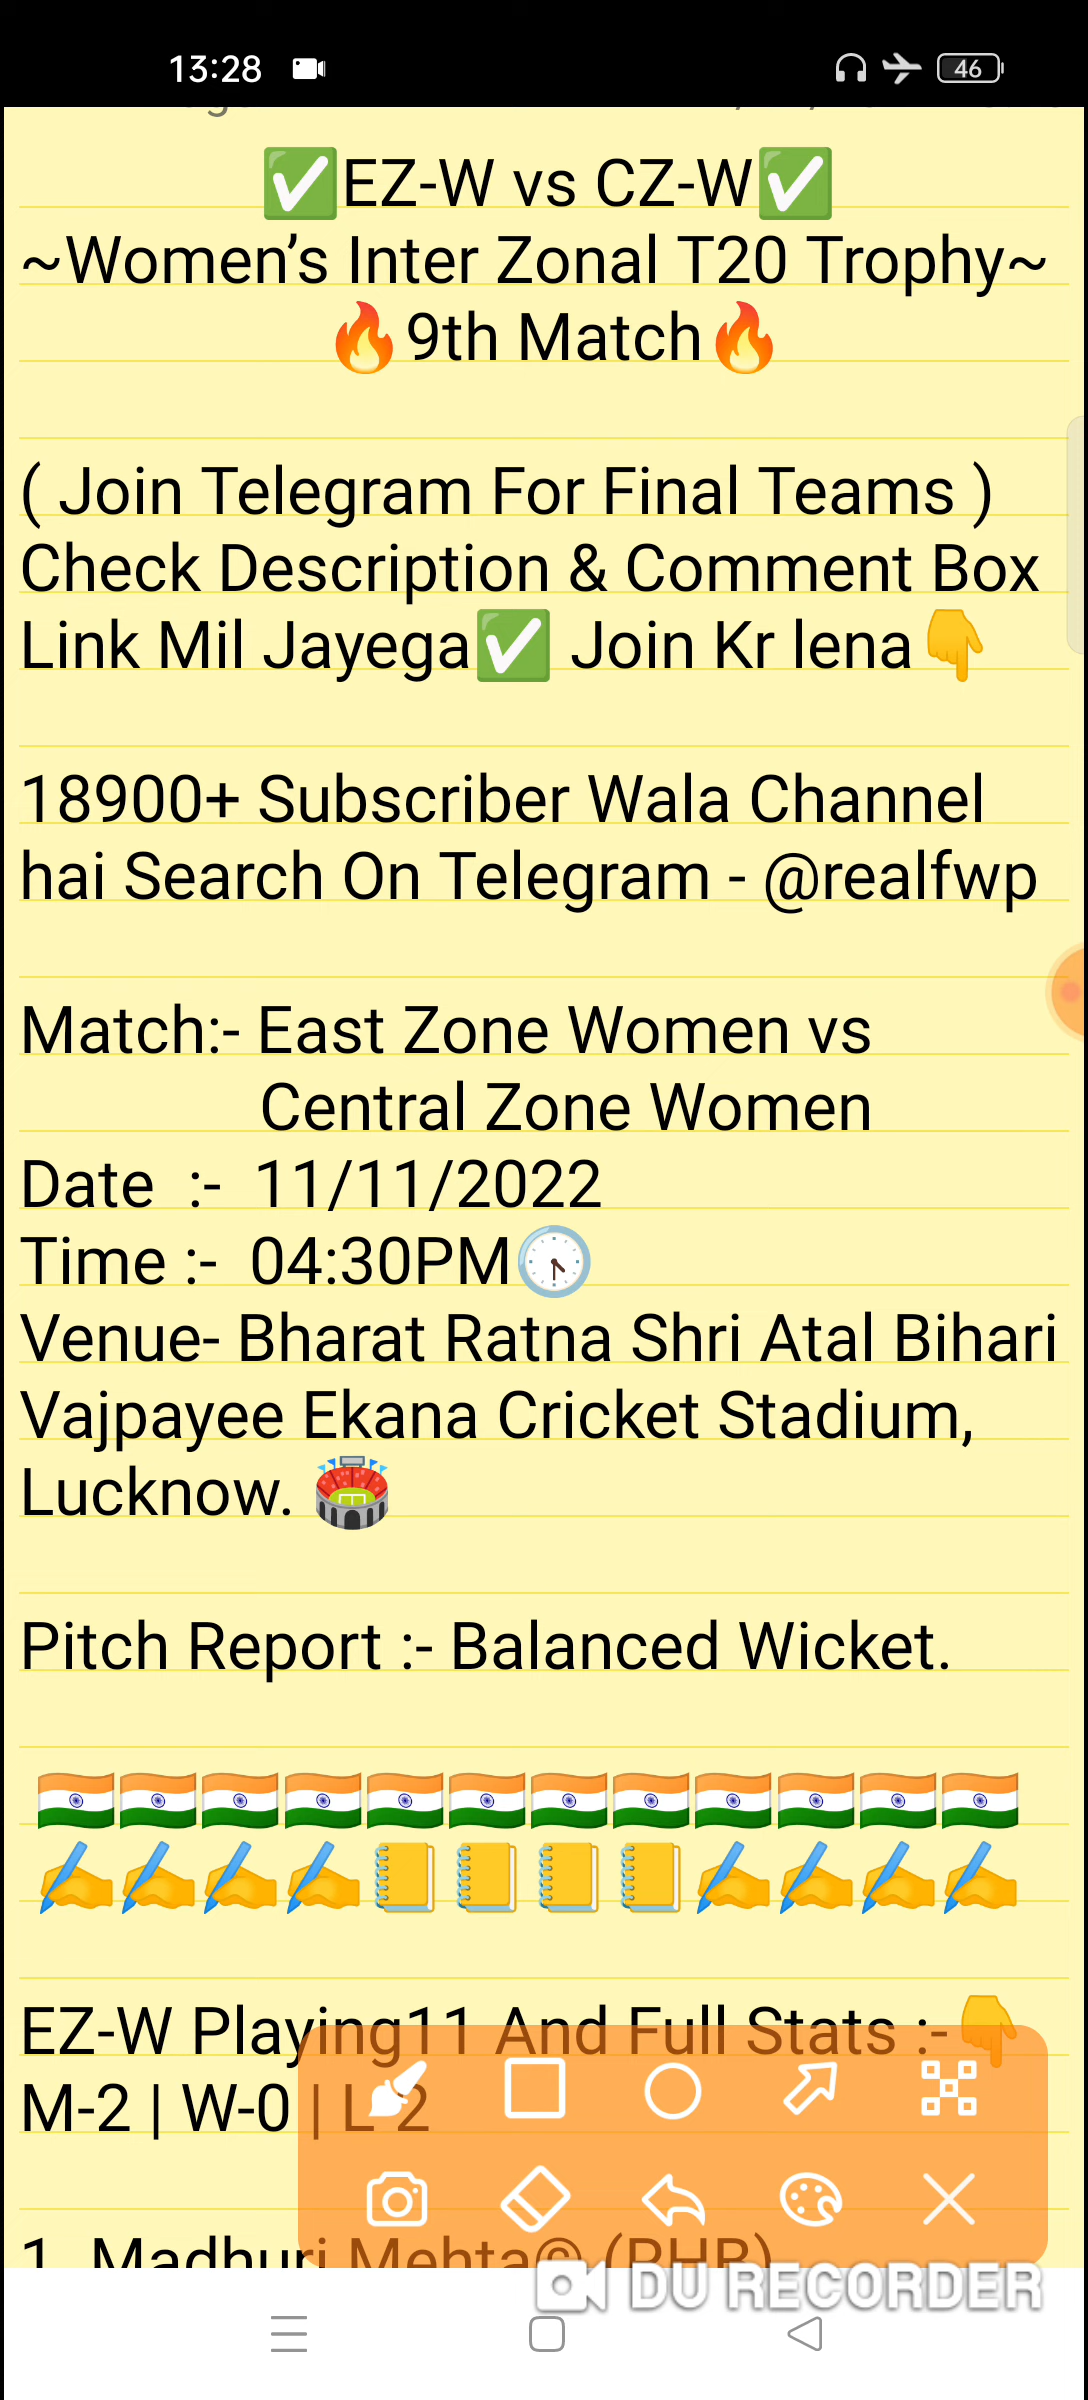 13:28
46
✅EZ-W vs CZ-W✅
~Women’s Inter Zonal T20 Trophy~
🔥9th Match🔥
( Join Telegram For Final Teams )
Check Description & Comment Box
Link Mil Jayega✅ Join Kr lena👇
18900+ Subscriber Wala Channel
hai Search On Telegram - @realfwp
Match:- East Zone Women vs
Central Zone Women
Date :- 11/11/2022
Time :- 04:30PM🕟
Venue- Bharat Ratna Shri Atal Bihari
Vajpayee Ekana Cricket Stadium,
Lucknow. 🏟
Pitch Report :- Balanced Wicket.
🇮🇳🇮🇳🇮🇳🇮🇳🇮🇳🇮🇳🇮🇳🇮🇳🇮🇳🇮🇳🇮🇳🇮🇳
✍✍✍✍📒📒📒📒✍✍✍✍
EZ-W Playing11 And Full Stats :-👇
M-2 | W-0 | L-2
1. Madhuri Mehta© (RHB)
DU RECORDER